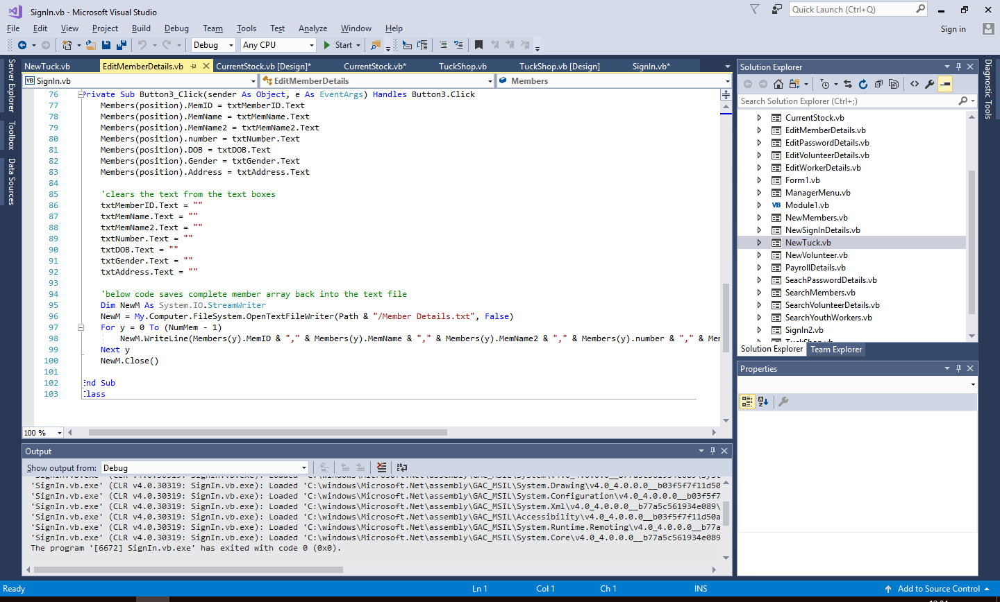 SignIn.vb - Microsoft Visual Studio
Quick Launch (Ctrl+Q)
File Edit View Project Build Debug Team Tools Test Analyze Window Help
Sign in
Debug Any CPU Start
Server Explorer
Toolbox
Data Sources
NewTuck.vb EditMemberDetails.vb CurrentStock.vb [Design]* CurrentStock.vb* TuckShop.vb TuckShop.vb [Design] SignIn.vb*
VB SignIn.vb EditMemberDetails Members
76 Private Sub Button3_Click(sender As Object, e As EventArgs) Handles Button3.Click
77 Members(position).MemID = txtMemberID.Text
78 Members(position).MemName = txtMemName.Text
79 Members(position).MemName2 = txtMemName2.Text
80 Members(position).number = txtNumber.Text
81 Members(position).DOB = txtDOB.Text
82 Members(position).Gender = txtGender.Text
83 Members(position).Address = txtAddress.Text
84
85 'clears the text from the text boxes
86 txtMemberID.Text = ""
87 txtMemName.Text = ""
88 txtMemName2.Text = ""
89 txtNumber.Text = ""
90 txtDOB.Text = ""
91 txtGender.Text = ""
92 txtAddress.Text = ""
93
94 'below code saves complete member array back into the text file
95 Dim NewM As System.IO.StreamWriter
96 NewM = My.Computer.FileSystem.OpenTextFileWriter(Path & "/Member Details.txt", False)
97 For y = 0 To (NumMem - 1)
98 NewM.WriteLine(Members(y).MemID & "," & Members(y).MemName & "," & Members(y).MemName2 & "," & Members(y).number & "," & Mem
99 Next y
100 NewM.Close()
101
102 End Sub
103 Class
100 %
Output
Show output from: Debug
'SignIn.vb.exe' (CLR v4.0.30319: SignIn.vb.exe): Loaded 'C:\windows\Microsoft.Net\assembly\GAC_MSIL\System.Drawing\v4.0_4.0.0.0__b03f5f7f11d50
'SignIn.vb.exe' (CLR v4.0.30319: SignIn.vb.exe): Loaded 'C:\windows\Microsoft.Net\assembly\GAC_MSIL\System.Configuration\v4.0_4.0.0.0__b03f5f7
'SignIn.vb.exe' (CLR v4.0.30319: SignIn.vb.exe): Loaded 'C:\windows\Microsoft.Net\assembly\GAC_MSIL\System.Xml\v4.0_4.0.0.0__b77a5c561934e089\
'SignIn.vb.exe' (CLR v4.0.30319: SignIn.vb.exe): Loaded 'C:\windows\Microsoft.Net\assembly\GAC_MSIL\Accessibility\v4.0_4.0.0.0__b03f5f7f11d50a
'SignIn.vb.exe' (CLR v4.0.30319: SignIn.vb.exe): Loaded 'C:\windows\Microsoft.Net\assembly\GAC_MSIL\System.Runtime.Remoting\v4.0_4.0.0.0__b77a
'SignIn.vb.exe' (CLR v4.0.30319: SignIn.vb.exe): Loaded 'C:\windows\Microsoft.Net\assembly\GAC_MSIL\System.Core\v4.0_4.0.0.0__b77a5c561934e089
The program '[6672] SignIn.vb.exe' has exited with code 0 (0x0).
Solution Explorer
Search Solution Explorer (Ctrl+;)
CurrentStock.vb
EditMemberDetails.vb
EditPasswordDetails.vb
EditVolunteerDetails.vb
EditWorkerDetails.vb
Form1.vb
ManagerMenu.vb
VB Module1.vb
NewMembers.vb
NewSignInDetails.vb
NewTuck.vb
NewVolunteer.vb
PayrollDetails.vb
SeachPasswordDetails.vb
SearchMembers.vb
SearchVolunteerDetails.vb
SearchYouthWorkers.vb
SignIn2.vb
TuckShop.vb
Solution Explorer Team Explorer
Properties
Diagnostic Tools
Ready Ln 1 Col 1 Ch 1 INS Add to Source Control